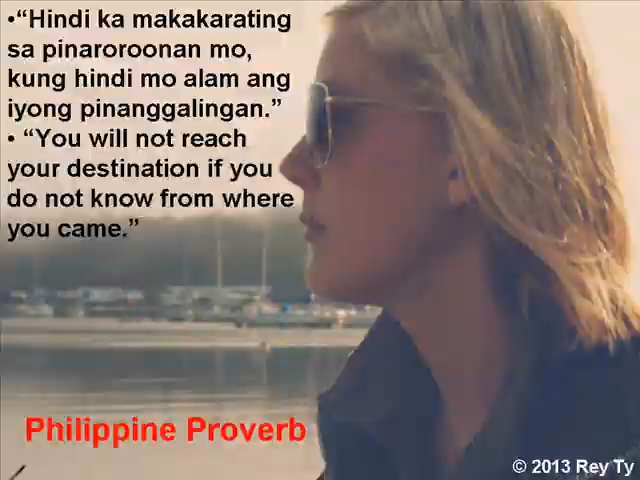 •“Hindi ka makakarating
sa pinaroroonan mo,
kung hindi mo alam ang
iyong pinanggalingan.”
• “You will not reach
your destination if you
do not know from where
you came.”
Philippine Proverb
© 2013 Rey Ty